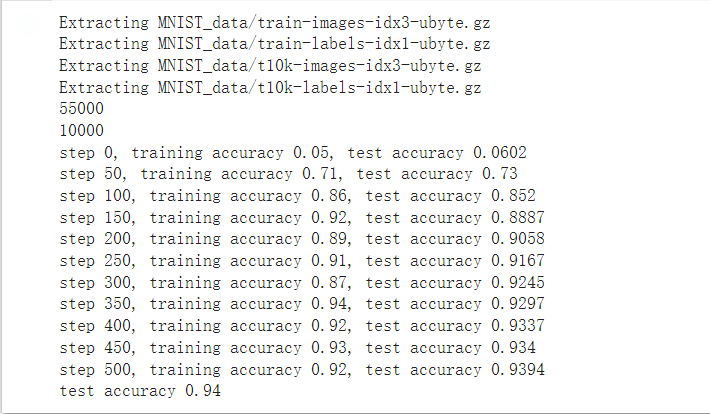 Extracting MNIST_data/train-images-idx3-ubyte.gz
Extracting MNIST_data/train-labels-idx1-ubyte.gz
Extracting MNIST_data/t10k-images-idx3-ubyte.gz
Extracting MNIST_data/t10k-labels-idx1-ubyte.gz
55000
10000
step 0, training accuracy 0.05, test accuracy 0.0602
step 50, training accuracy 0.71, test accuracy 0.73
step 100, training accuracy 0.86, test accuracy 0.852
step 150, training accuracy 0.92, test accuracy 0.8887
step 200, training accuracy 0.89, test accuracy 0.9058
step 250, training accuracy 0.91, test accuracy 0.9167
step 300, training accuracy 0.87, test accuracy 0.9245
step 350, training accuracy 0.94, test accuracy 0.9297
step 400, training accuracy 0.92, test accuracy 0.9337
step 450, training accuracy 0.93, test accuracy 0.934
step 500, training accuracy 0.92, test accuracy 0.9394
test accuracy 0.94